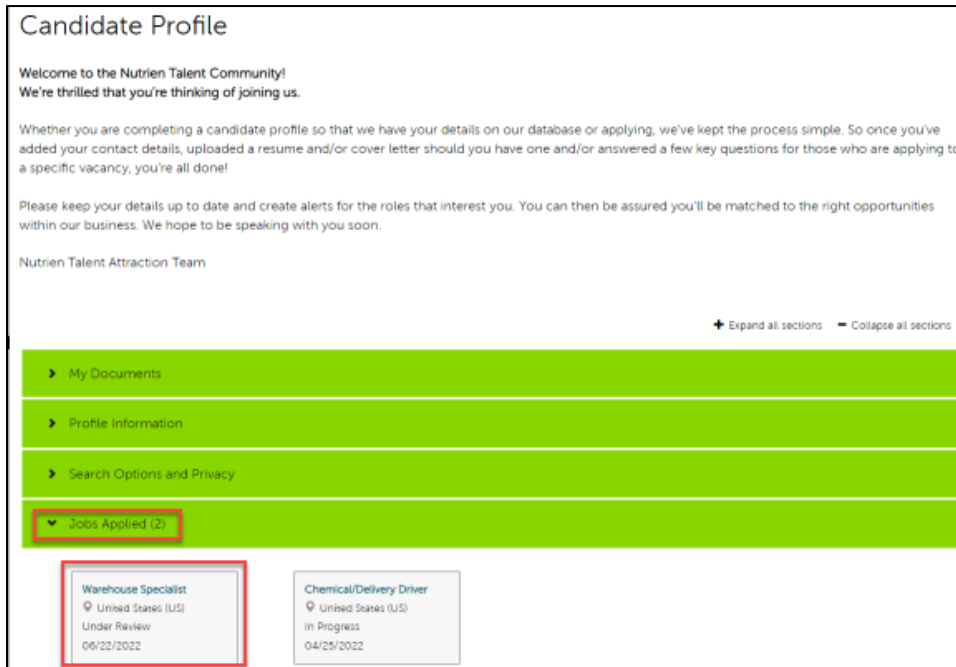 Candidate Profile
Welcome to the Nutrien Talent Community!
We're thrilled that you're thinking of joining us.
Whether you are completing a candidate profile so that we have your details on our database or applying, we've kept the process simple. So once you've
added your contact details, uploaded a resume and/or cover letter should you have one and/or answered a few key questions for those who are applying to
a specific vacancy, you're all done!
Please keep your details up to date and create alerts for the roles that interest you. You can then be assured you'll be matched to the right opportunities
within our business. We hope to be speaking with you soon.
Nutrien Talent Attraction Team
Expand all sections Collapse all sections
My Documents
Profile Information
Search Options and Privacy
Jobs Applied (2)
Warehouse Specialist
United States (US)
Under Review
06/22/2022
Chemical/Delivery Driver
United States (US)
In Progress
04/25/2022